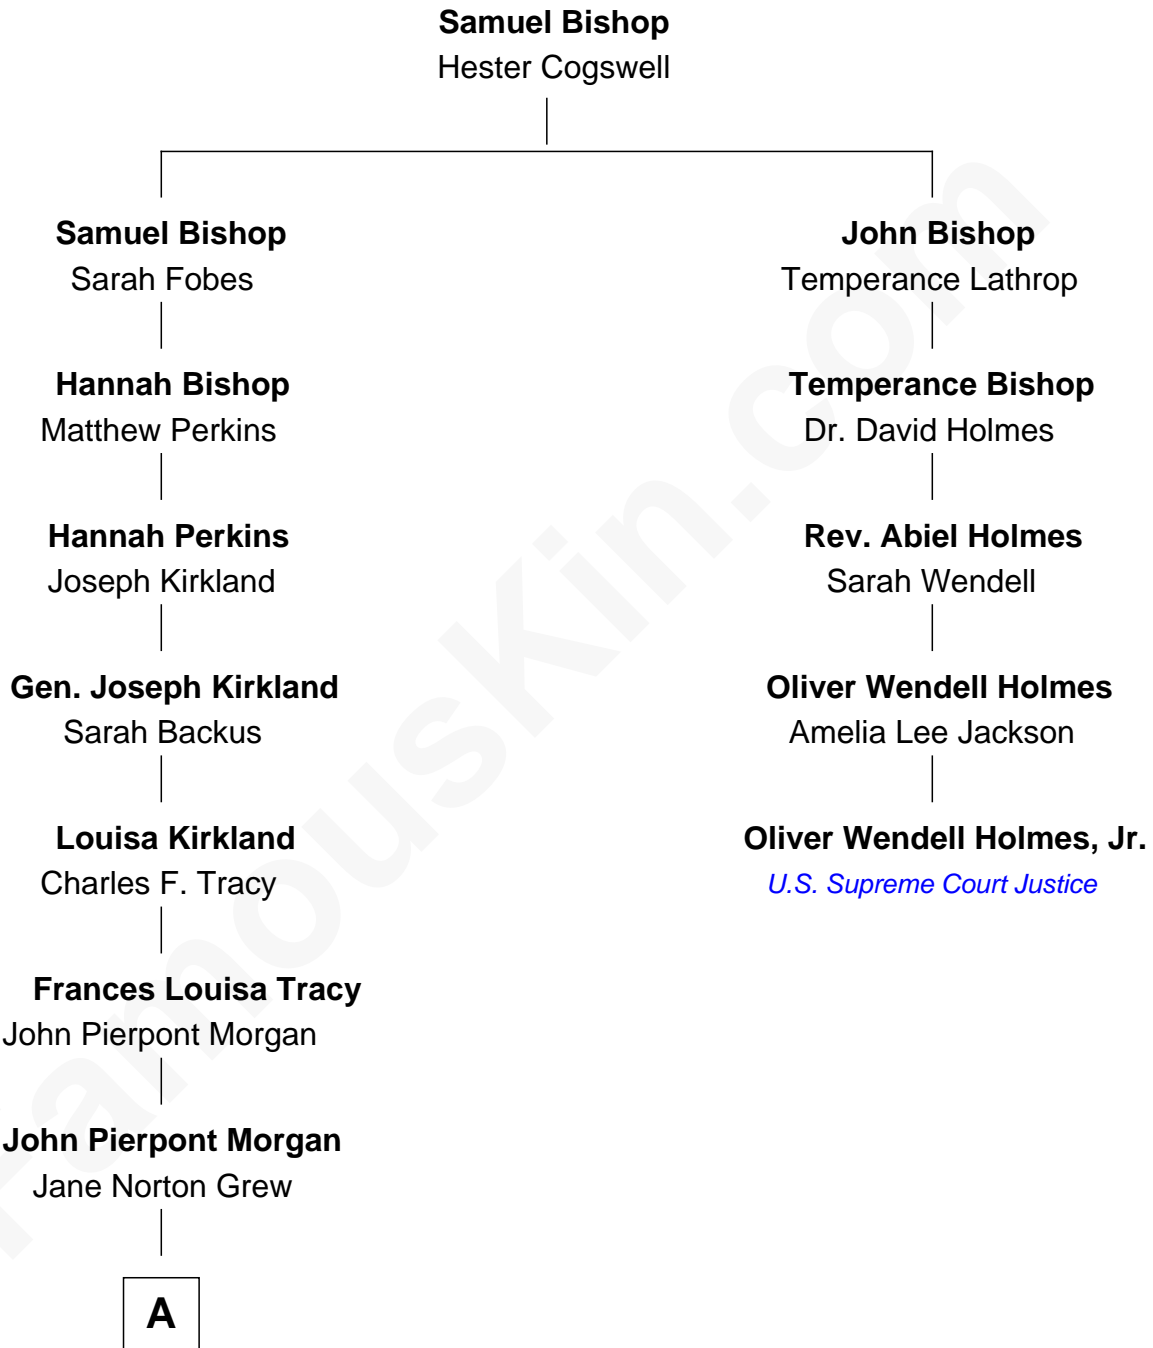 Samuel Bishop
Hester Cogswell
Samuel Bishop
Sarah Fobes
John Bishop
Temperance Lathrop
Hannah Bishop
Matthew Perkins
Temperance Bishop
Dr. David Holmes
Hannah Perkins
Joseph Kirkland
Rev. Abiel Holmes
Sarah Wendell
Gen. Joseph Kirkland
Sarah Backus
Oliver Wendell Holmes
Amelia Lee Jackson
Louisa Kirkland
Charles F. Tracy
Oliver Wendell Holmes, Jr.
U.S. Supreme Court Justice
Frances Louisa Tracy
John Pierpont Morgan
John Pierpont Morgan
Jane Norton Grew
A
FamousKin.com